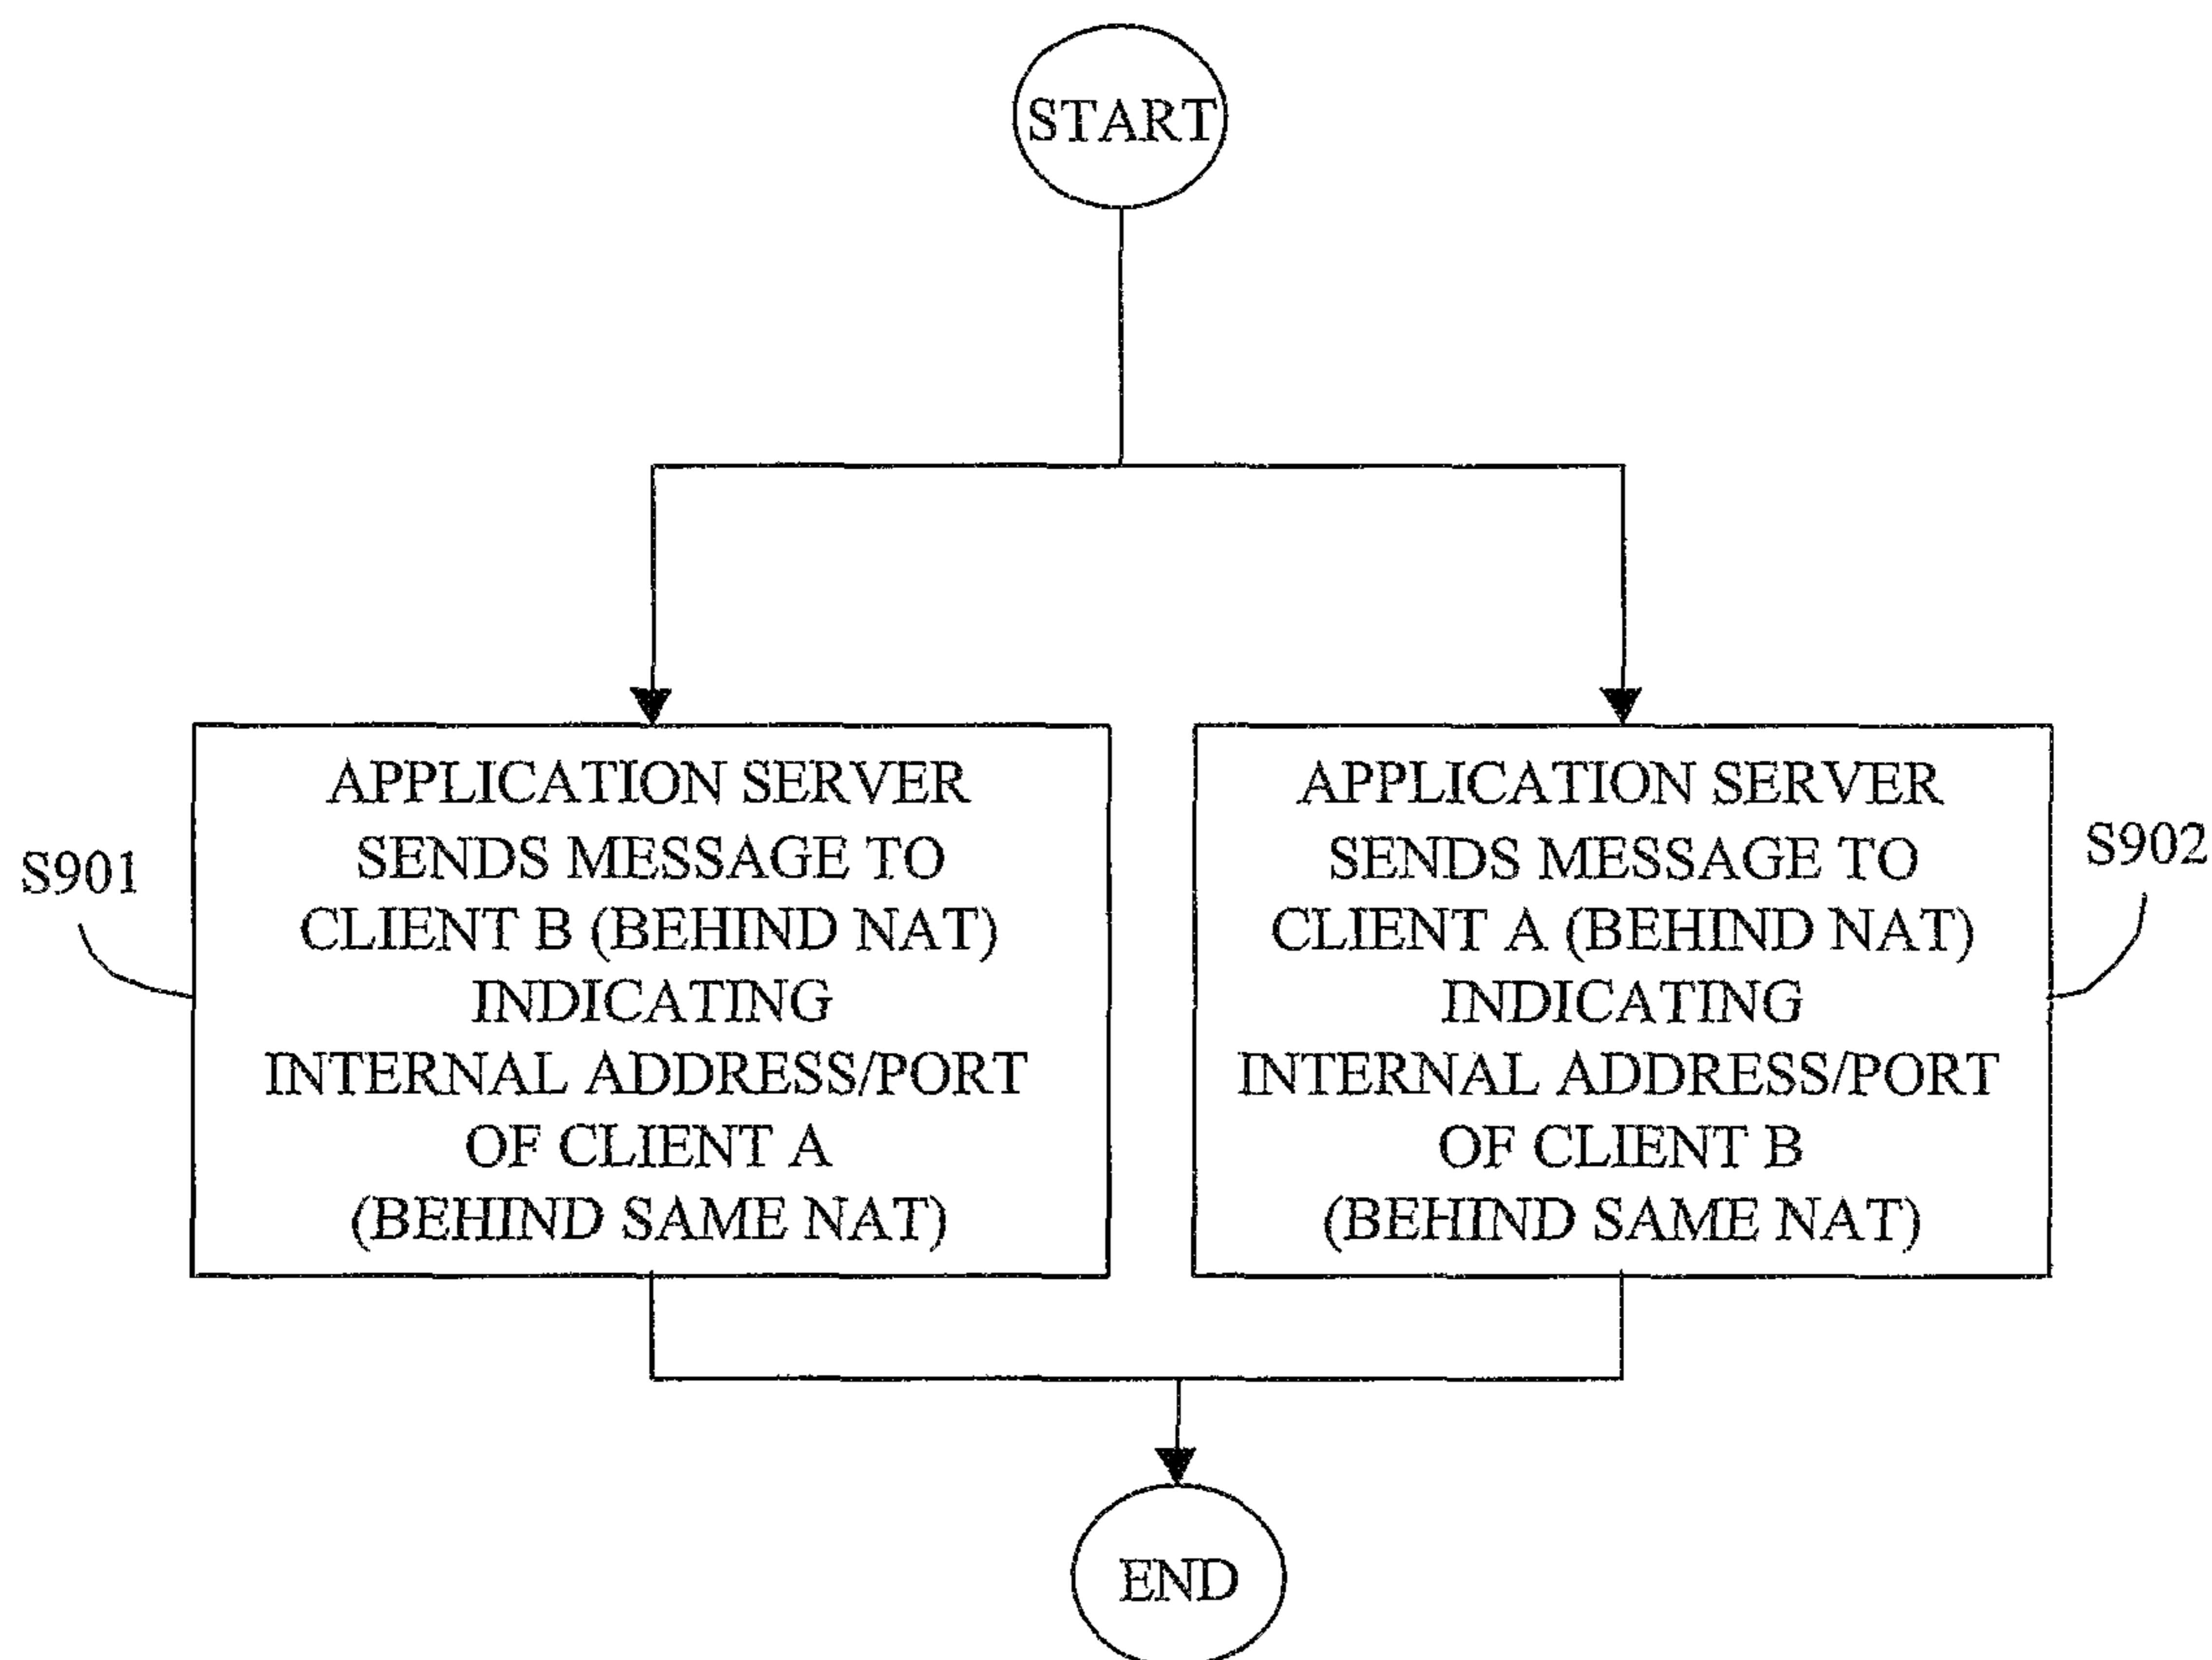 START
APPLICATION SERVER
SENDS MESSAGE TO
CLIENT B (BEHIND NAT)
INDICATING
INTERNAL ADDRESS/PORT
OF CLIENT A
(BEHIND SAME NAT)
S901
APPLICATION SERVER
SENDS MESSAGE TO
CLIENT A (BEHIND NAT)
INDICATING
INTERNAL ADDRESS/PORT
OF CLIENT B
(BEHIND SAME NAT)
S902
END